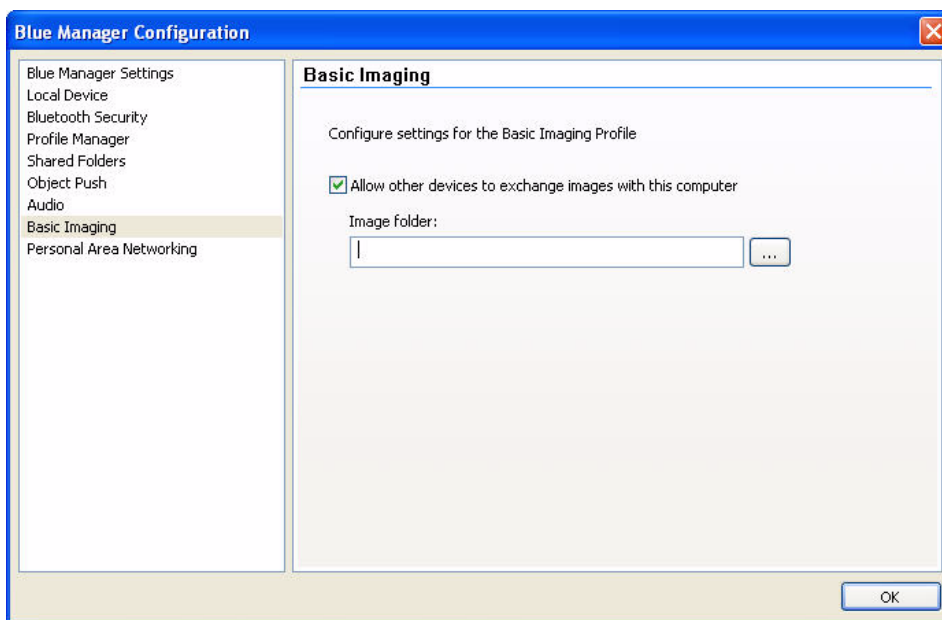 Blue Manager Configuration
Blue Manager Settings
Local Device
Bluetooth Security
Profile Manager
Shared Folders
Object Push
Audio
Basic Imaging
Personal Area Networking
Basic Imaging
Configure settings for the Basic Imaging Profile
Allow other devices to exchange images with this computer
Image folder:
...
OK